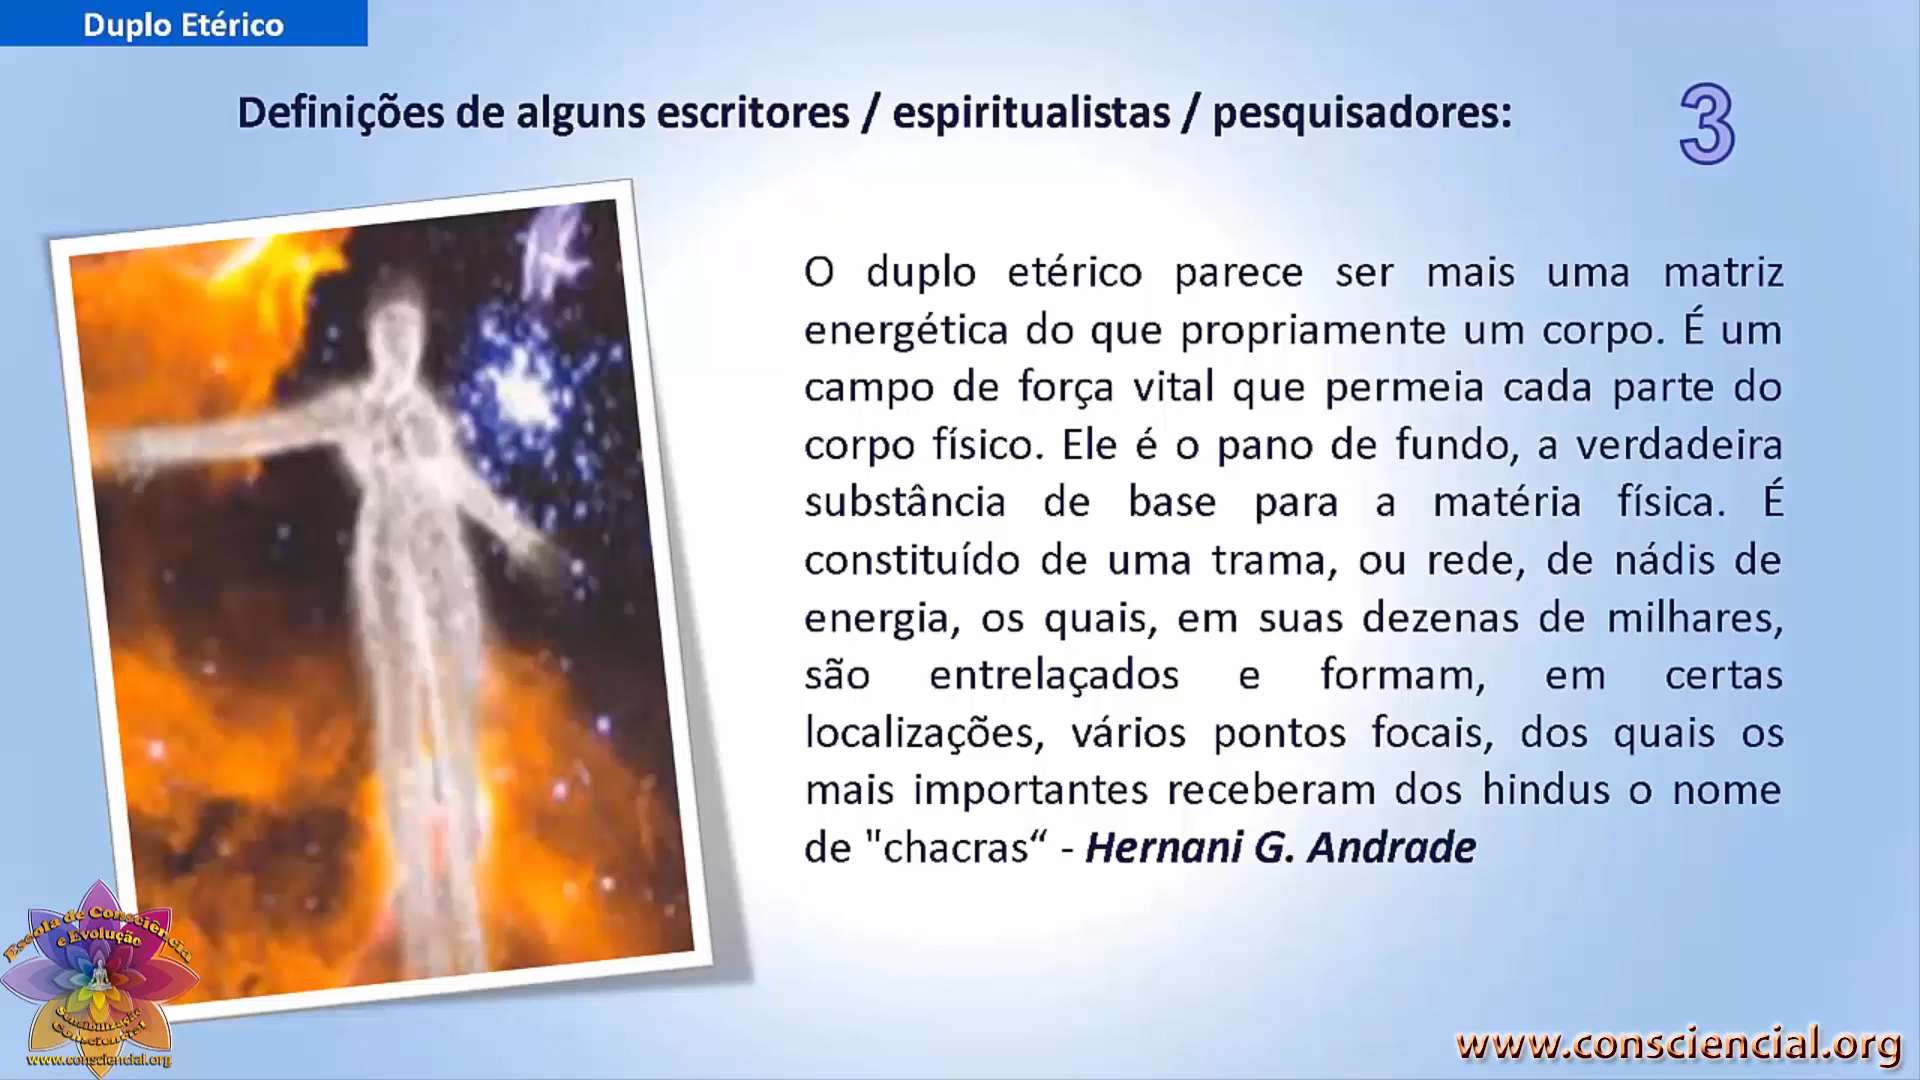 Duplo Etérico
Definições de alguns escritores / espiritualistas / pesquisadores:
3
O duplo etérico parece ser mais uma matriz
energética do que propriamente um corpo. É um
campo de força vital que permeia cada parte do
corpo físico. Ele é o pano de fundo, a verdadeira
substância de base para a matéria física. É
constituído de uma trama, ou rede, de nádis de
energia, os quais, em suas dezenas de milhares,
são entrelaçados e formam, em certas
localizações, vários pontos focais, dos quais os
mais importantes receberam dos hindus o nome
de "chacras“ - Hernani G. Andrade
Escola de Consciência
e Evolução
Sensibilização
Consciencial
www.consciencial.org
www.consciencial.org